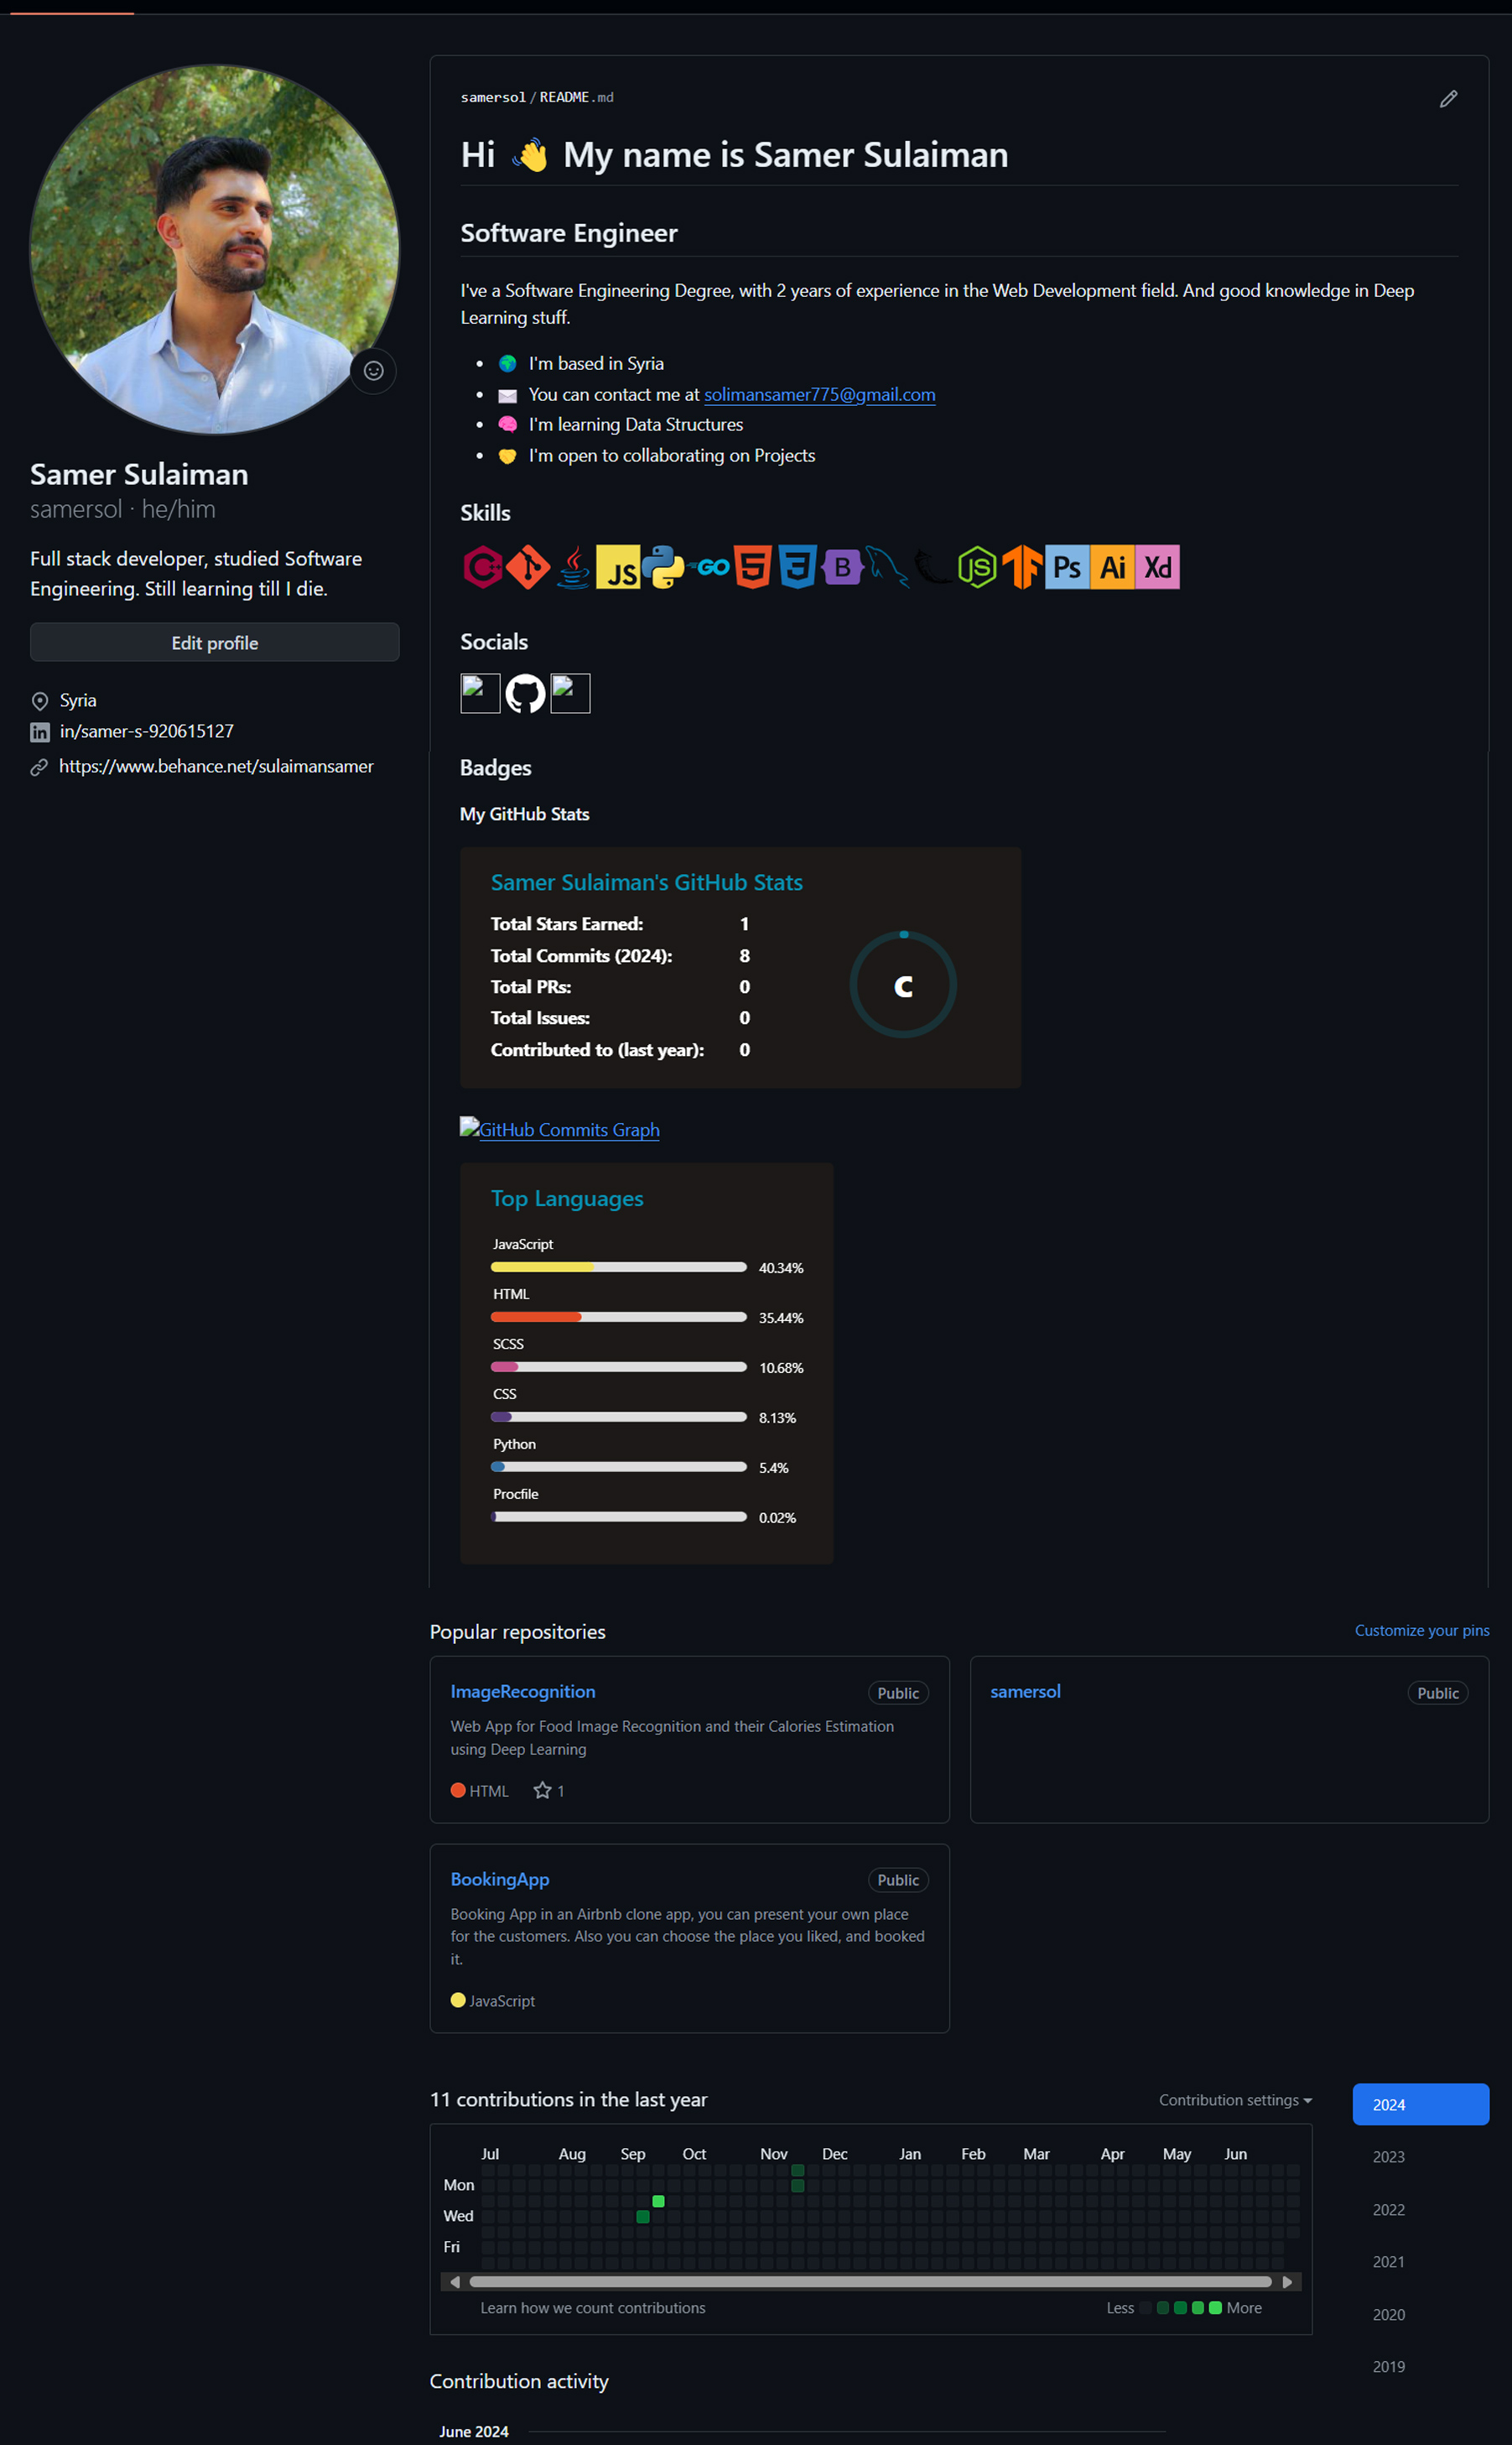 samersol / README.md
Hi 👋 My name is Samer Sulaiman
Software Engineer
I've a Software Engineering Degree, with 2 years of experience in the Web Development field. And good knowledge in Deep
Learning stuff.
I'm based in Syria
You can contact me at solimansamer775@gmail.com
I'm learning Data Structures
I'm open to collaborating on Projects
Samer Sulaiman
samersol · he/him
Full stack developer, studied Software
Engineering. Still learning till I die.
Edit profile
Syria
in/samer-s-920615127
https://www.behance.net/sulaimansamer
Skills
C JS GO 5 3 B JS Ps Ai Xd
Socials
Badges
My GitHub Stats
Samer Sulaiman's GitHub Stats
Total Stars Earned: 1
Total Commits (2024): 8
Total PRs: 0
Total Issues: 0
Contributed to (last year): 0
C
GitHub Commits Graph
Top Languages
JavaScript
40.34%
HTML
35.44%
SCSS
10.68%
CSS
8.13%
Python
5.4%
Procfile
0.02%
Popular repositories
Customize your pins
ImageRecognition Public
Web App for Food Image Recognition and their Calories Estimation
using Deep Learning
HTML 1
samersol Public
BookingApp Public
Booking App in an Airbnb clone app, you can present your own place
for the customers. Also you can choose the place you liked, and booked
it.
JavaScript
11 contributions in the last year
Contribution settings
Jul Aug Sep Oct Nov Dec Jan Feb Mar Apr May Jun
Mon
Wed
Fri
Learn how we count contributions
Less More
2024
2023
2022
2021
2020
2019
Contribution activity
June 2024